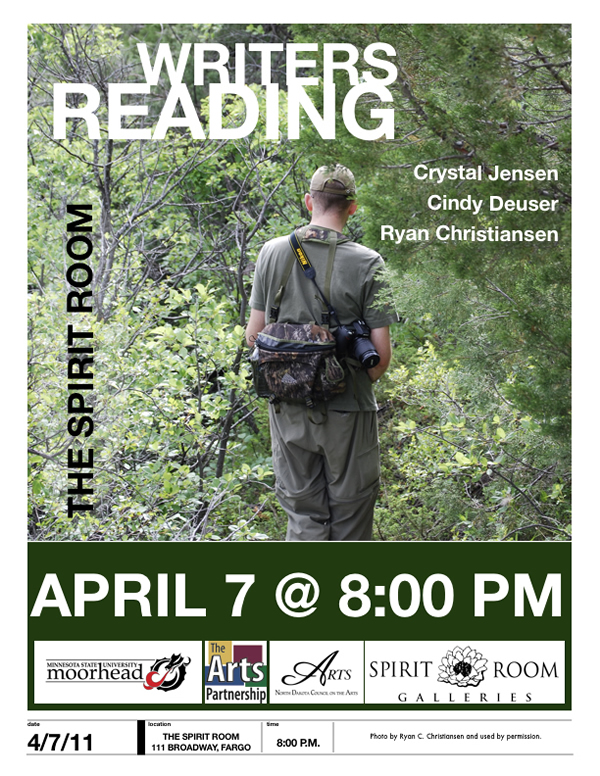 WRITERS
READING
Crystal Jensen
Cindy Deuser
Ryan Christiansen
THE SPIRIT ROOM
APRIL 7 @ 8:00 PM
MINNESOTA STATE UNIVERSITY
moorhead
The
Arts
Partnership
ARTS
NORTH DAKOTA COUNCIL ON THE ARTS
SPIRIT ROOM
GALLERIES
date
4/7/11
location
THE SPIRIT ROOM
111 BROADWAY, FARGO
time
8:00 P.M.
Photo by Ryan C. Christiansen and used by permission.